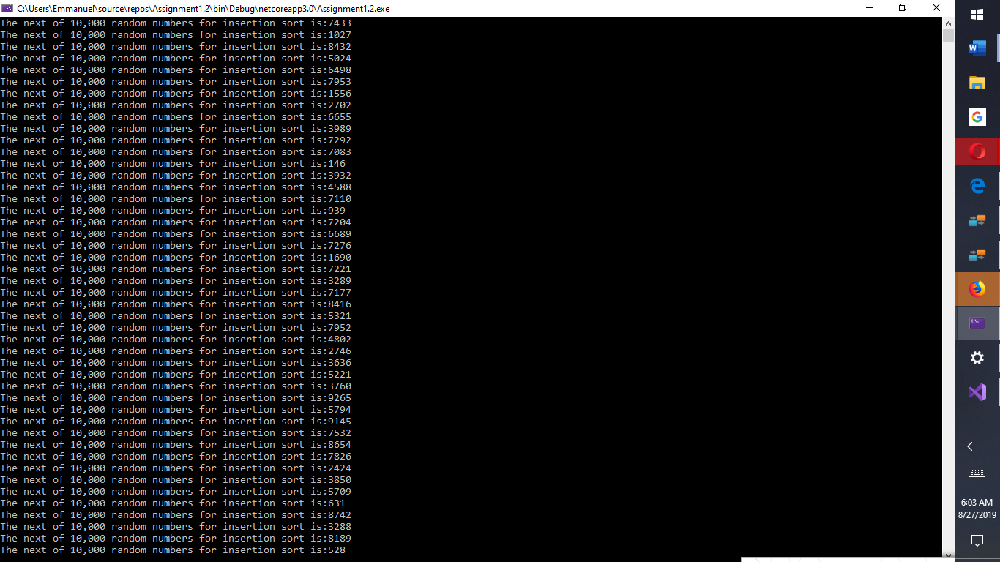 C:\Users\Emmanuel\source\repos\Assignment1.2\bin\Debug\netcoreapp3.0\Assignment1.2.exe
The next of 10,000 random numbers for insertion sort is:7433
The next of 10,000 random numbers for insertion sort is:1027
The next of 10,000 random numbers for insertion sort is:8432
The next of 10,000 random numbers for insertion sort is:5024
The next of 10,000 random numbers for insertion sort is:6498
The next of 10,000 random numbers for insertion sort is:7953
The next of 10,000 random numbers for insertion sort is:1556
The next of 10,000 random numbers for insertion sort is:2702
The next of 10,000 random numbers for insertion sort is:6655
The next of 10,000 random numbers for insertion sort is:3989
The next of 10,000 random numbers for insertion sort is:7292
The next of 10,000 random numbers for insertion sort is:7083
The next of 10,000 random numbers for insertion sort is:146
The next of 10,000 random numbers for insertion sort is:3932
The next of 10,000 random numbers for insertion sort is:4588
The next of 10,000 random numbers for insertion sort is:7110
The next of 10,000 random numbers for insertion sort is:939
The next of 10,000 random numbers for insertion sort is:7204
The next of 10,000 random numbers for insertion sort is:6689
The next of 10,000 random numbers for insertion sort is:7276
The next of 10,000 random numbers for insertion sort is:1690
The next of 10,000 random numbers for insertion sort is:7221
The next of 10,000 random numbers for insertion sort is:3289
The next of 10,000 random numbers for insertion sort is:7177
The next of 10,000 random numbers for insertion sort is:8416
The next of 10,000 random numbers for insertion sort is:5321
The next of 10,000 random numbers for insertion sort is:7952
The next of 10,000 random numbers for insertion sort is:4802
The next of 10,000 random numbers for insertion sort is:2746
The next of 10,000 random numbers for insertion sort is:3636
The next of 10,000 random numbers for insertion sort is:5221
The next of 10,000 random numbers for insertion sort is:3760
The next of 10,000 random numbers for insertion sort is:9265
The next of 10,000 random numbers for insertion sort is:5794
The next of 10,000 random numbers for insertion sort is:9145
The next of 10,000 random numbers for insertion sort is:7532
The next of 10,000 random numbers for insertion sort is:8654
The next of 10,000 random numbers for insertion sort is:7826
The next of 10,000 random numbers for insertion sort is:2424
The next of 10,000 random numbers for insertion sort is:3850
The next of 10,000 random numbers for insertion sort is:5709
The next of 10,000 random numbers for insertion sort is:631
The next of 10,000 random numbers for insertion sort is:8742
The next of 10,000 random numbers for insertion sort is:3288
The next of 10,000 random numbers for insertion sort is:8189
The next of 10,000 random numbers for insertion sort is:528
6:03 AM
8/27/2019